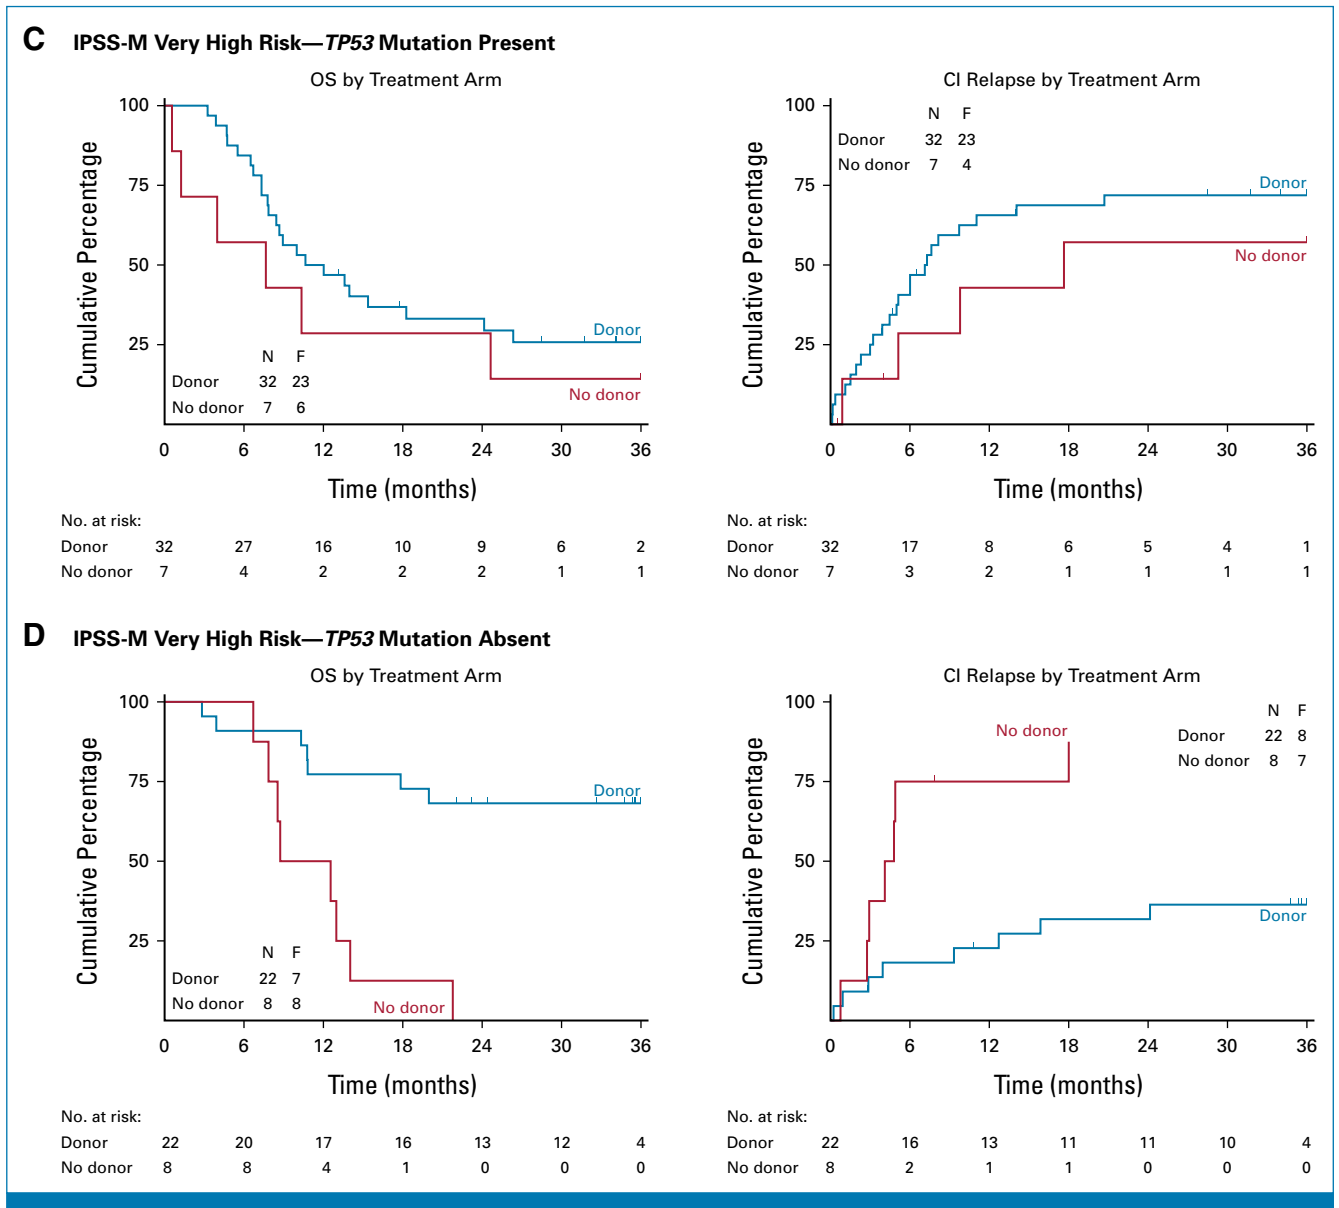 C IPSS-M Very High Risk—TP53 Mutation Present
OS by Treatment Arm
Cumulative Percentage
100
75
50
25
N F
Donor 32 23
No donor 7 6
Donor
No donor
0 6 12 18 24 30 36
Time (months)
No. at risk:
Donor 32 27 16 10 9 6 2
No donor 7 4 2 2 2 1 1
CI Relapse by Treatment Arm
Cumulative Percentage
100
75
50
25
N F
Donor 32 23
No donor 7 4
Donor
No donor
0 6 12 18 24 30 36
Time (months)
No. at risk:
Donor 32 17 8 6 5 4 1
No donor 7 3 2 1 1 1 1
D IPSS-M Very High Risk—TP53 Mutation Absent
OS by Treatment Arm
Cumulative Percentage
100
75
50
25
Donor
N F
Donor 22 7
No donor 8 8
No donor
0 6 12 18 24 30 36
Time (months)
No. at risk:
Donor 22 20 17 16 13 12 4
No donor 8 8 4 1 0 0 0
CI Relapse by Treatment Arm
Cumulative Percentage
100
75
50
25
N F
Donor 22 8
No donor 8 7
No donor
Donor
0 6 12 18 24 30 36
Time (months)
No. at risk:
Donor 22 16 13 11 11 10 4
No donor 8 2 1 1 0 0 0